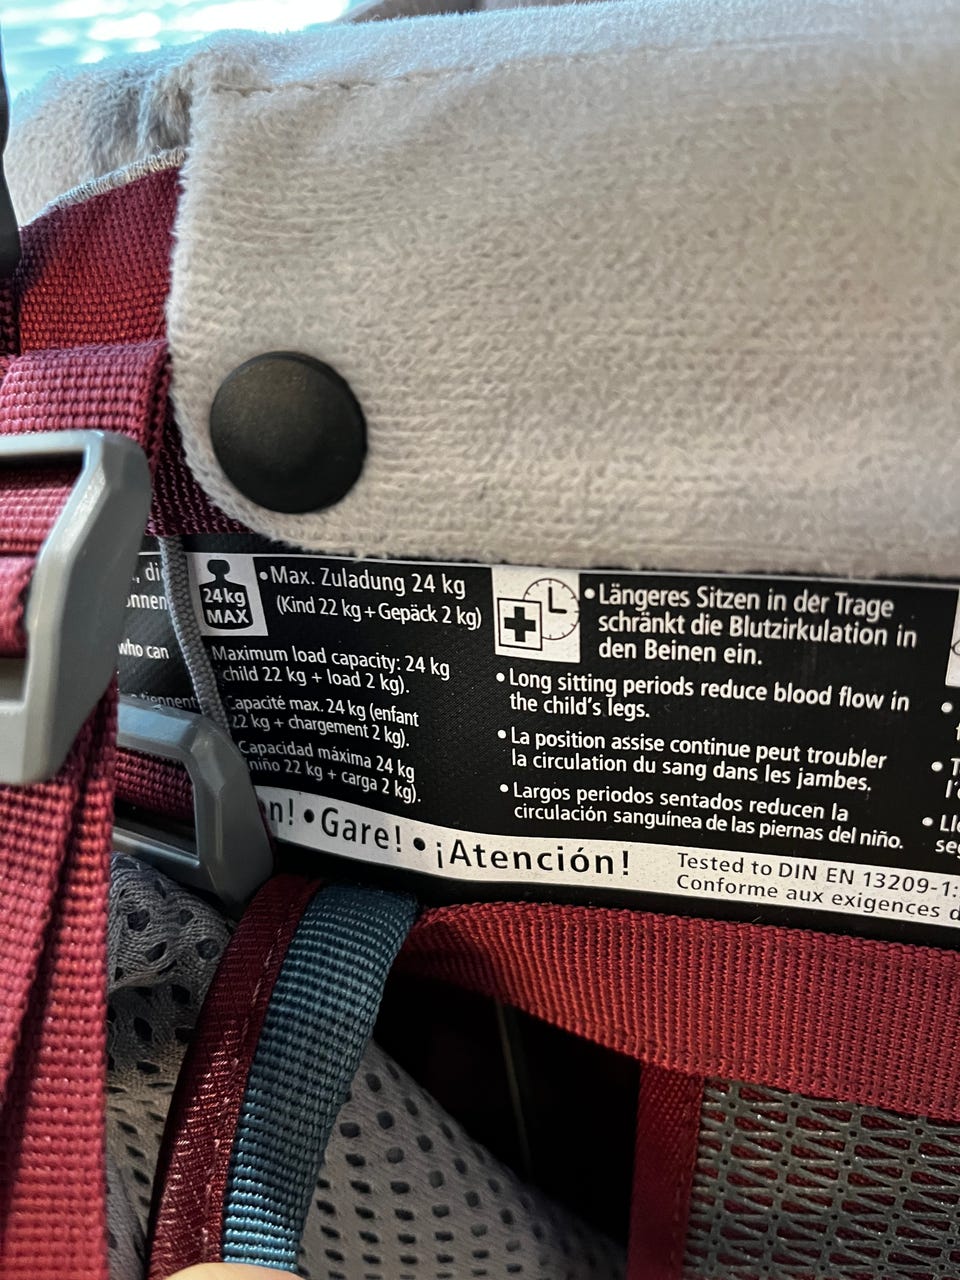 die
24kg
MAX
• Max. Zuladung 24 kg
(Kind 22 kg + Gepäck 2 kg)
who can
Maximum load capacity: 24 kg
child 22 kg + load 2 kg).
Capacité max. 24 kg (enfant
22 kg + chargement 2 kg).
Capacidad máxima 24 kg
niño 22 kg + carga 2 kg).
• Längeres Sitzen in der Trage
schränkt die Blutzirkulation in
den Beinen ein.
• Long sitting periods reduce blood flow in
the child's legs.
• La position assise continue peut troubler
la circulation du sang dans les jambes.
• Largos periodos sentados reducen la
circulación sanguínea de las piernas del niño.
• Gare! • ¡Atención!
Tested to DIN EN 13209-1:
Conforme aux exigences